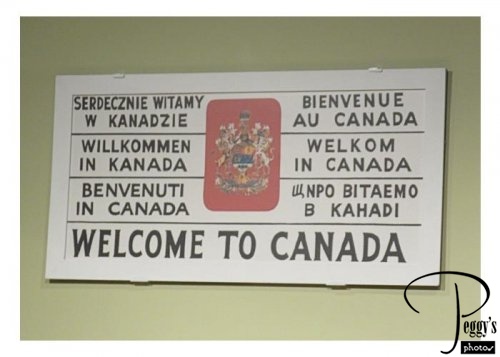 SERDECZNIE WITAMY
W KANADZIE
BIENVENUE
AU CANADA
WILLKOMMEN
IN KANADA
WELKOM
IN CANADA
BENVENUTI
IN CANADA
Щ,NРО ВІТАЕМО
В КАНАДІ
WELCOME TO CANADA
Peggy's
photos